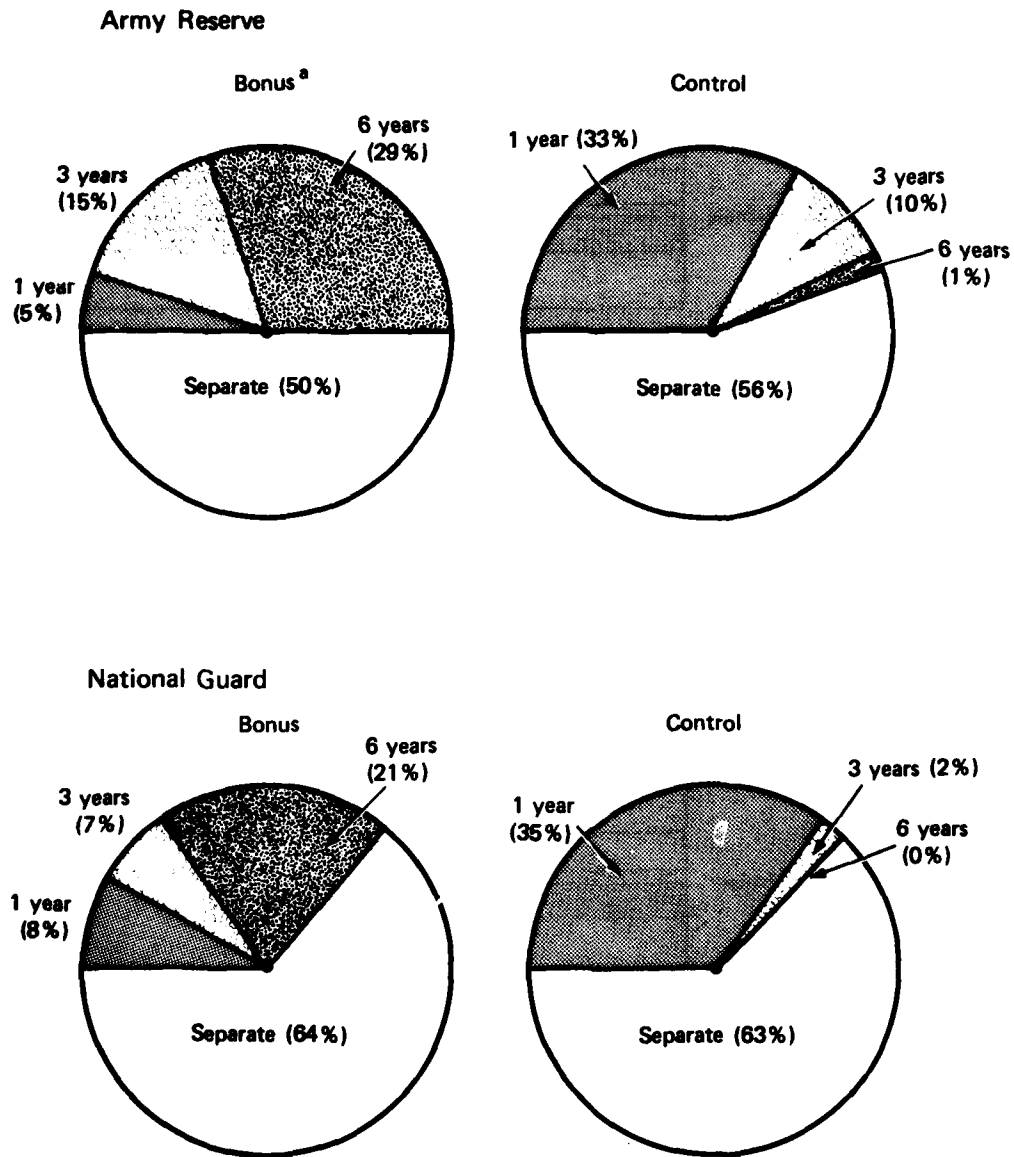 Army Reserve
Bonus a
6 years
(29%)
3 years
(15%)
1 year
(5%)
Separate (50%)
Control
1 year (33%)
3 years
(10%)
6 years
(1%)
Separate (56%)
National Guard
Bonus
6 years
(21%)
3 years
(7%)
1 year
(8%)
Separate (64%)
Control
3 years (2%)
1 year
(35%)
6 years
(0%)
Separate (63%)